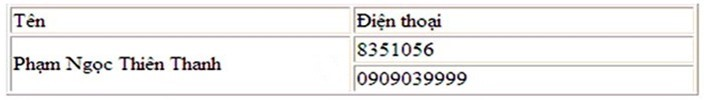 Tên Điện thoại
Phạm Ngọc Thiên Thanh 8351056
0909039999